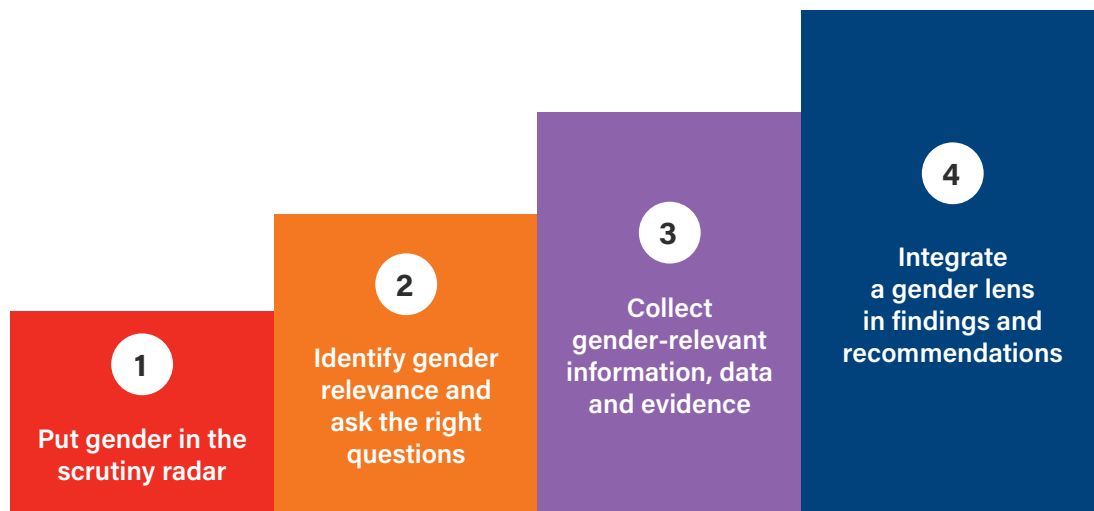 1
Put gender in the
scrutiny radar
2
Identify gender
relevance and
ask the right
questions
3
Collect
gender-relevant
information, data
and evidence
4
Integrate
a gender lens
in findings and
recommendations